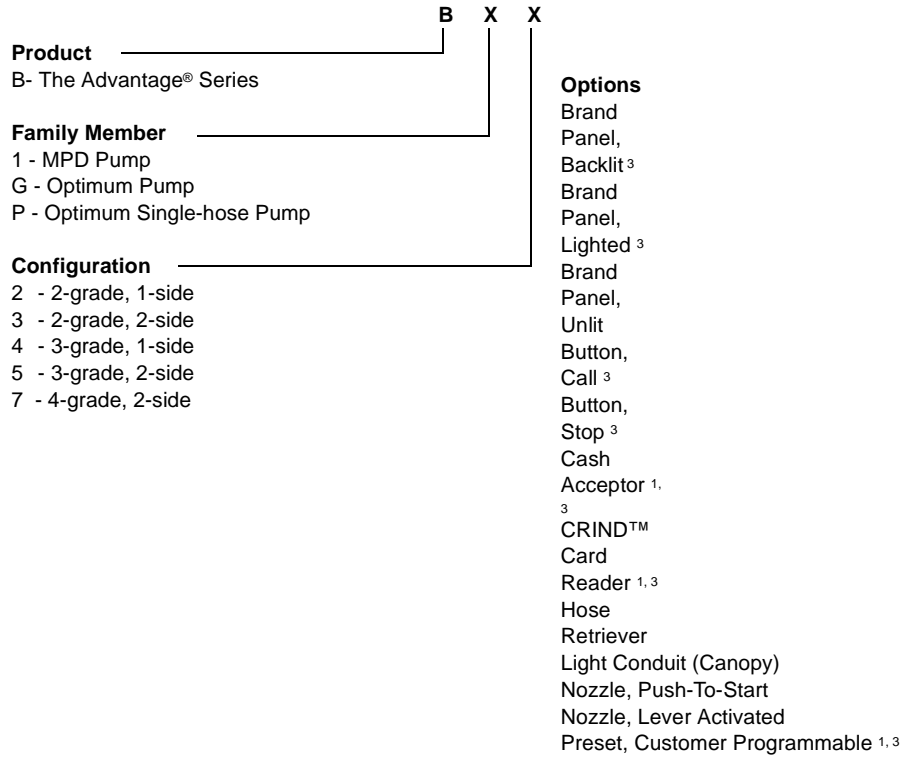 B X X
Product
B- The Advantage® Series
Family Member
1 - MPD Pump
G - Optimum Pump
P - Optimum Single-hose Pump
Configuration
2 - 2-grade, 1-side
3 - 2-grade, 2-side
4 - 3-grade, 1-side
5 - 3-grade, 2-side
7 - 4-grade, 2-side
Options
Brand
Panel,
Backlit 3
Brand
Panel,
Lighted 3
Brand
Panel,
Unlit
Button,
Call 3
Button,
Stop 3
Cash
Acceptor 1,
3
CRIND™
Card
Reader 1, 3
Hose
Retriever
Light Conduit (Canopy)
Nozzle, Push-To-Start
Nozzle, Lever Activated
Preset, Customer Programmable 1, 3